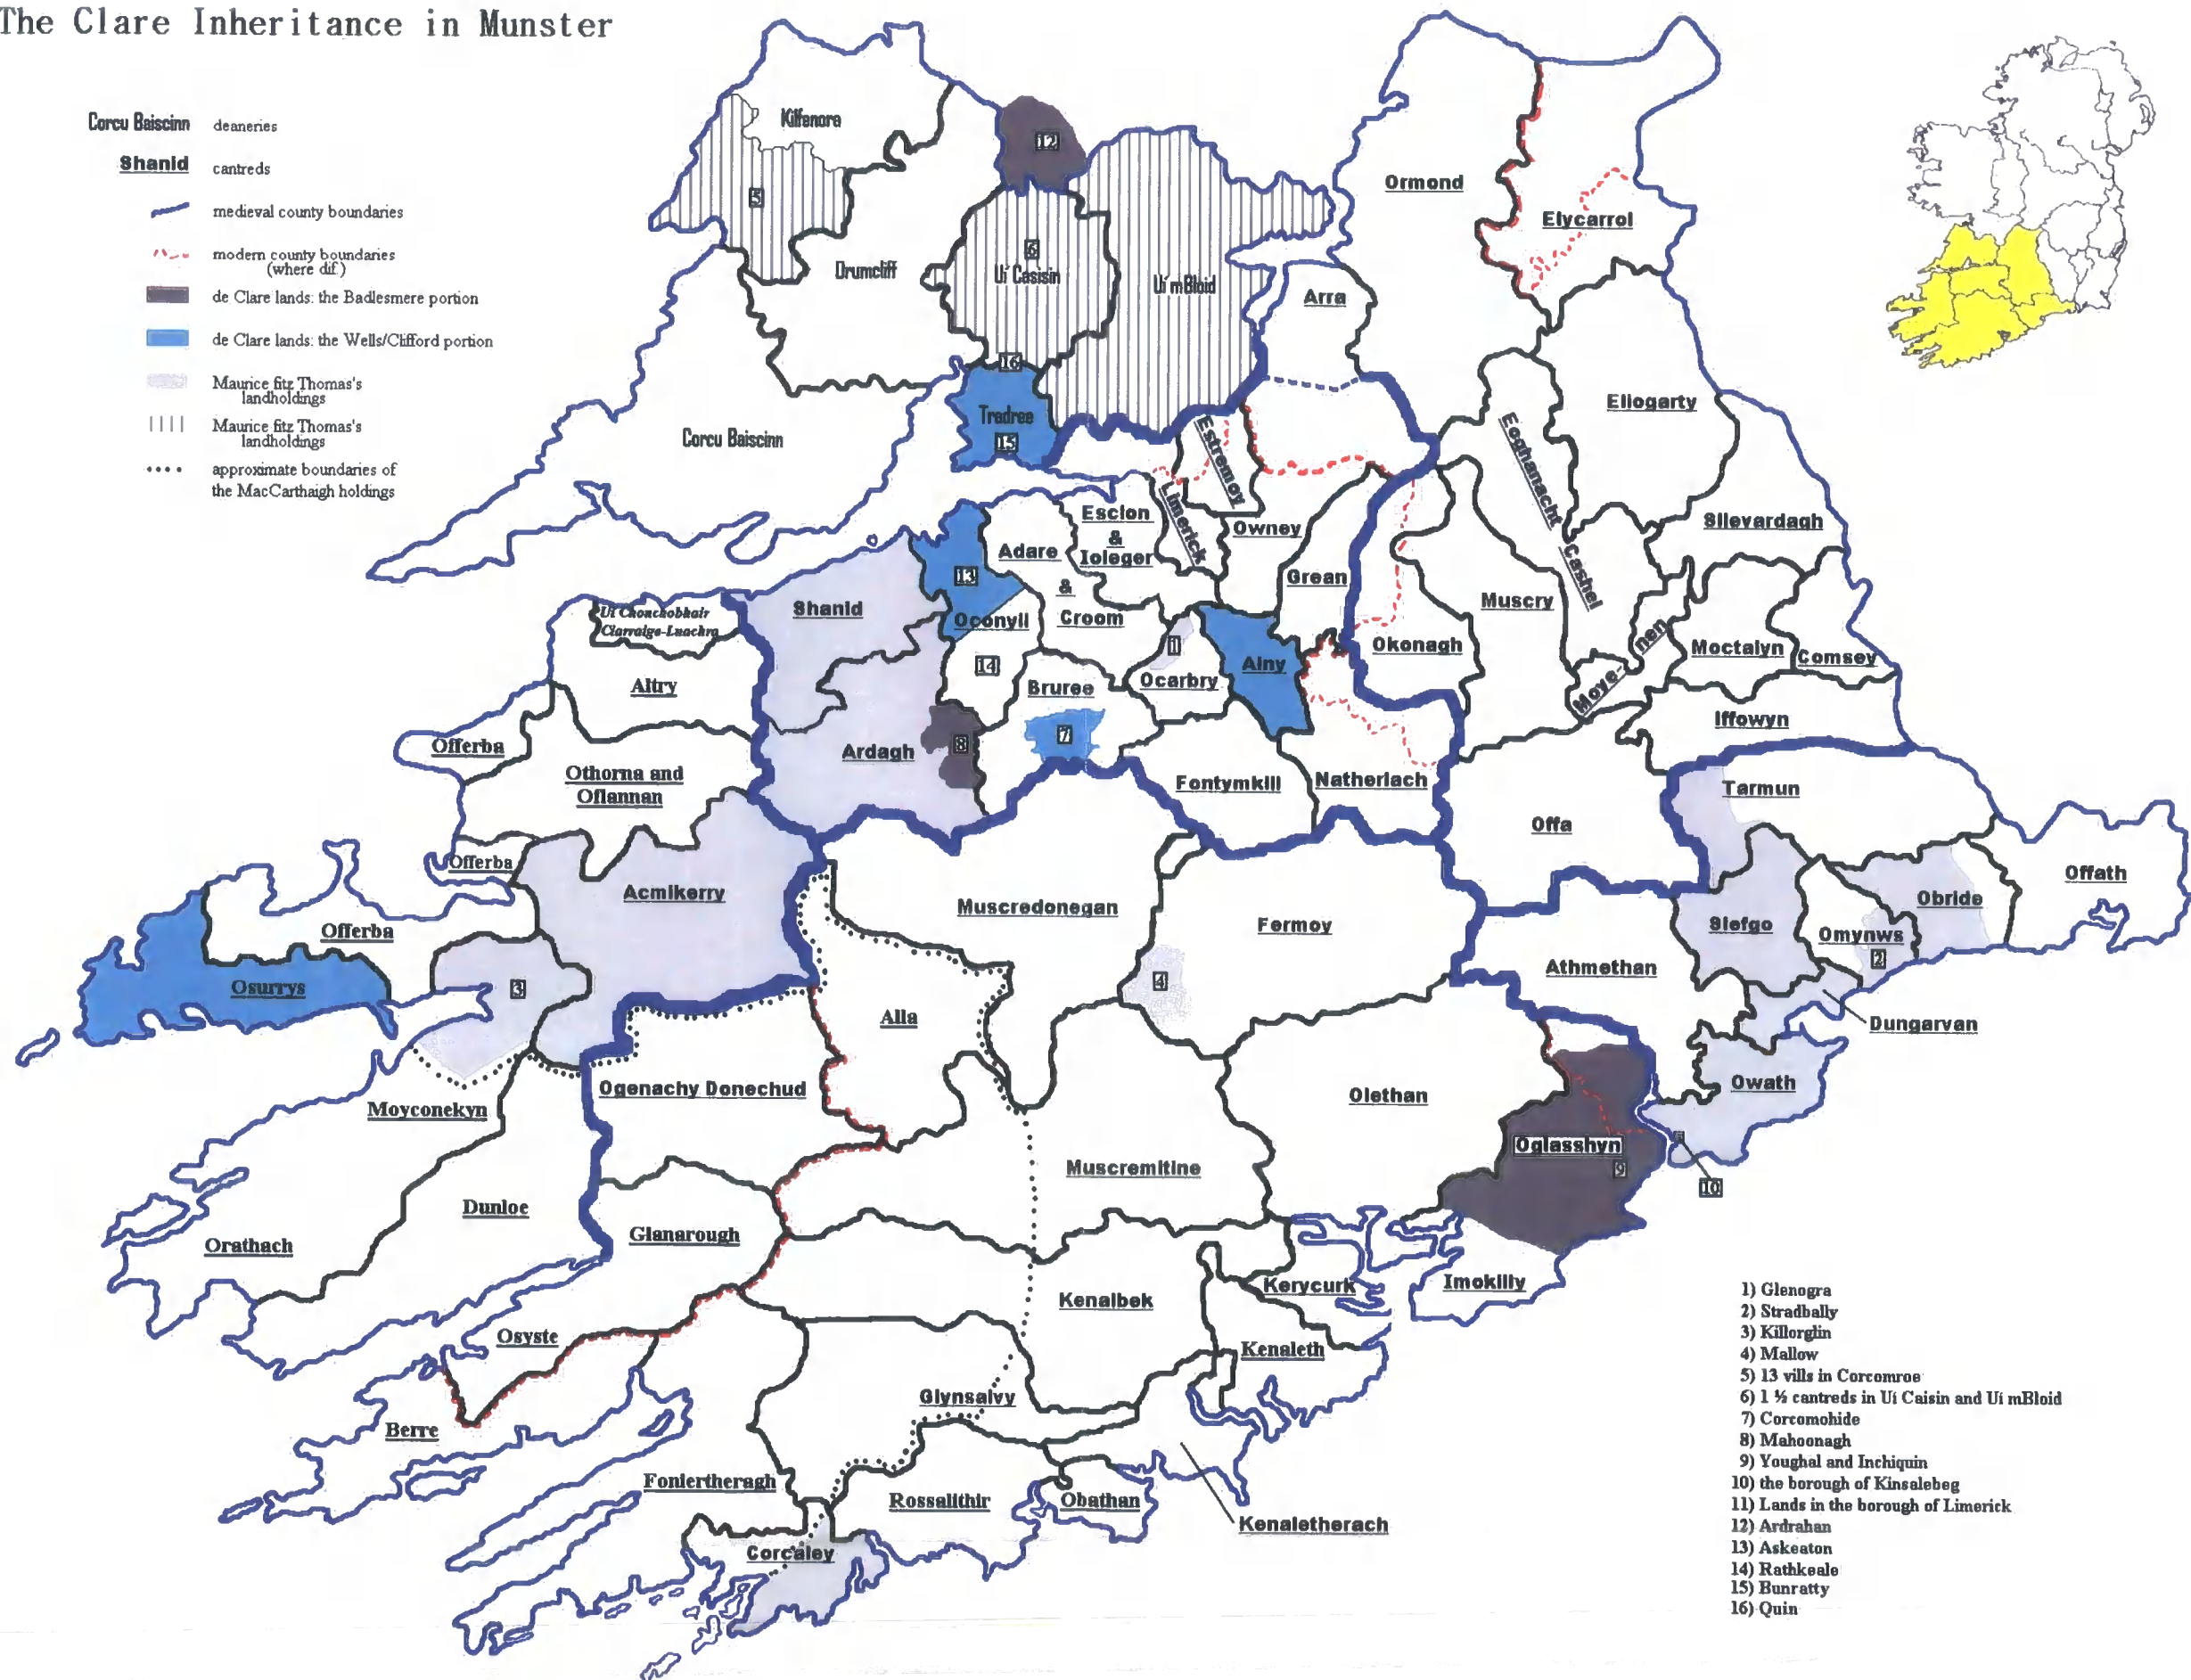 The Clare Inheritance in Munster
Corcu Baiscinn deaneries
Shanid cantreds
medieval county boundaries
modern county boundaries
(where dif)
de Clare lands: the Badlesmere portion
de Clare lands: the Wells/Clifford portion
Maurice fitz Thomas's
landholdings
Maurice fitz Thomas's
landholdings
approximate boundaries of
the MacCarthaigh holdings
Kilfenora
12
5
Ormond
Elycarrol
6
Uí Casisin
Uí mBloid
Drumcliff
Arra
16
Tradree
15
Corcu Baiscinn
Estremoy
Eoghanacht
Cashel
Ellogarty
Slievardagh
Limerick
Esclon
&
Ioleger
Owney
Adare
&
Croom
13
Oconyll
14
Grean
Muscry
Okonagh
Moye-
nen
Moctalyn
Comsey
Shanid
Uí Chonchobhair
Ciarraige-Luachra
Altry
1
Ocarbry
Alny
Bruree
7
8
Ardagh
Iffowyn
Offerba
Othorna and
Oflannan
Fontymkill
Natherlach
Tarmun
Offa
Offerba
Acmikerry
Offath
Obride
Muscredonegan
Fermoy
Slefgo
Omynws
2
Offerba
Osurrys
3
4
Athmethan
Alla
Dungarvan
Ogenachy Donechud
Owath
Moyconekyn
Olethan
Oglasshyn
9
10
Muscremitine
Dunloe
Glanarough
Orathach
Kerycurk
Imokilly
Kenalbek
Osyste
Kenaleth
Glynsalvy
Berre
Foniertheragh
Rossalithir
Obathan
Kenaletherach
Corcaley
1) Glenogra
2) Stradbally
3) Killorglin
4) Mallow
5) 13 vills in Corcomroe
6) 1 ½ cantreds in Uí Caisin and Uí mBloid
7) Corcomohide
8) Mahoonagh
9) Youghal and Inchiquin
10) the borough of Kinsalebeg
11) Lands in the borough of Limerick
12) Ardrahan
13) Askeaton
14) Rathkeale
15) Bunratty
16) Quin